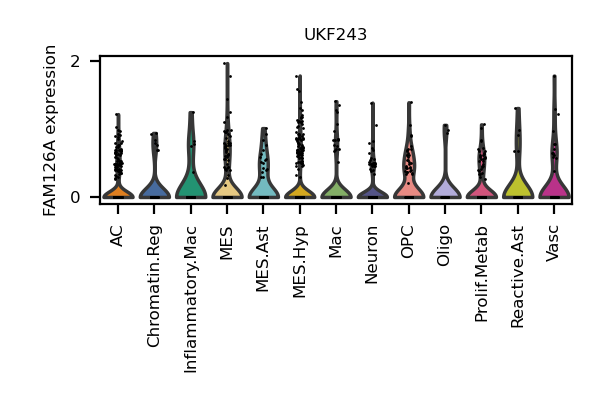 UKF243
FAM126A expression
2
0
AC
Chromatin.Reg
Inflammatory.Mac
MES
MES.Ast
MES.Hyp
Mac
Neuron
OPC
Oligo
Prolif.Metab
Reactive.Ast
Vasc